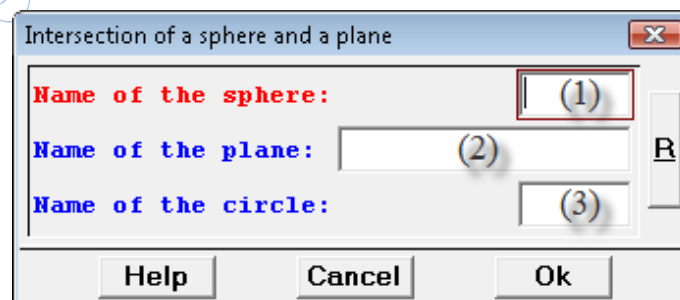 Intersection of a sphere and a plane
Name of the sphere: (1)
Name of the plane: (2)
R
Name of the circle: (3)
Help Cancel Ok